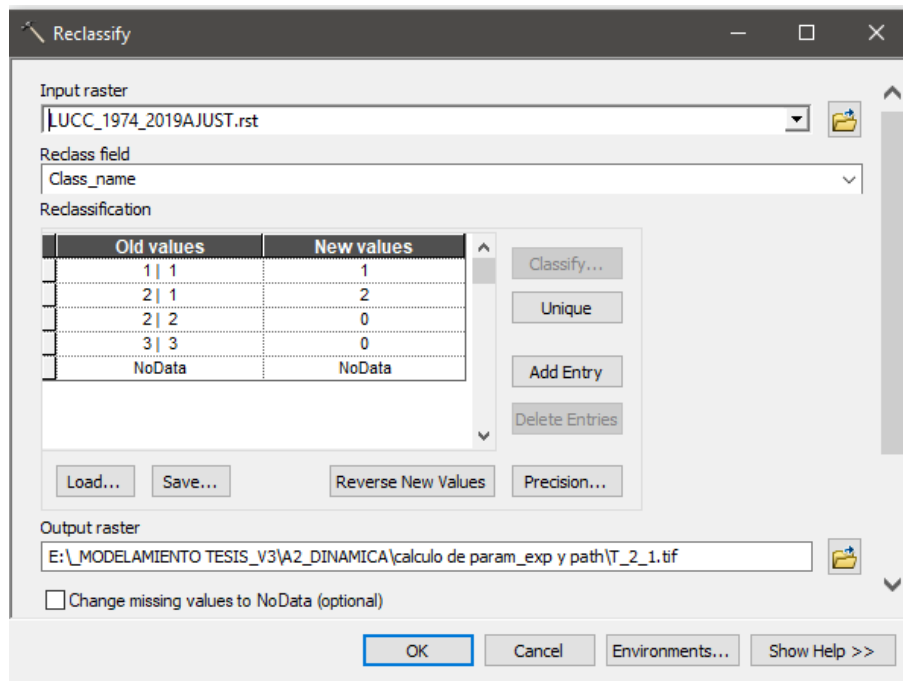 Reclassify
Input raster
LUCC_1974_2019AJUST.rst
Reclass field
Class_name
Reclassification
Old values New values
1| 1 1
2| 1 2
2| 2 0
3| 3 0
NoData NoData
Classify...
Unique
Add Entry
Delete Entries
Load... Save... Reverse New Values Precision...
Output raster
E:\_MODELAMIENTO TESIS_V3\A2_DINAMICA\calculo de param_exp y path\T_2_1.tif
Change missing values to NoData (optional)
OK Cancel Environments... Show Help >>